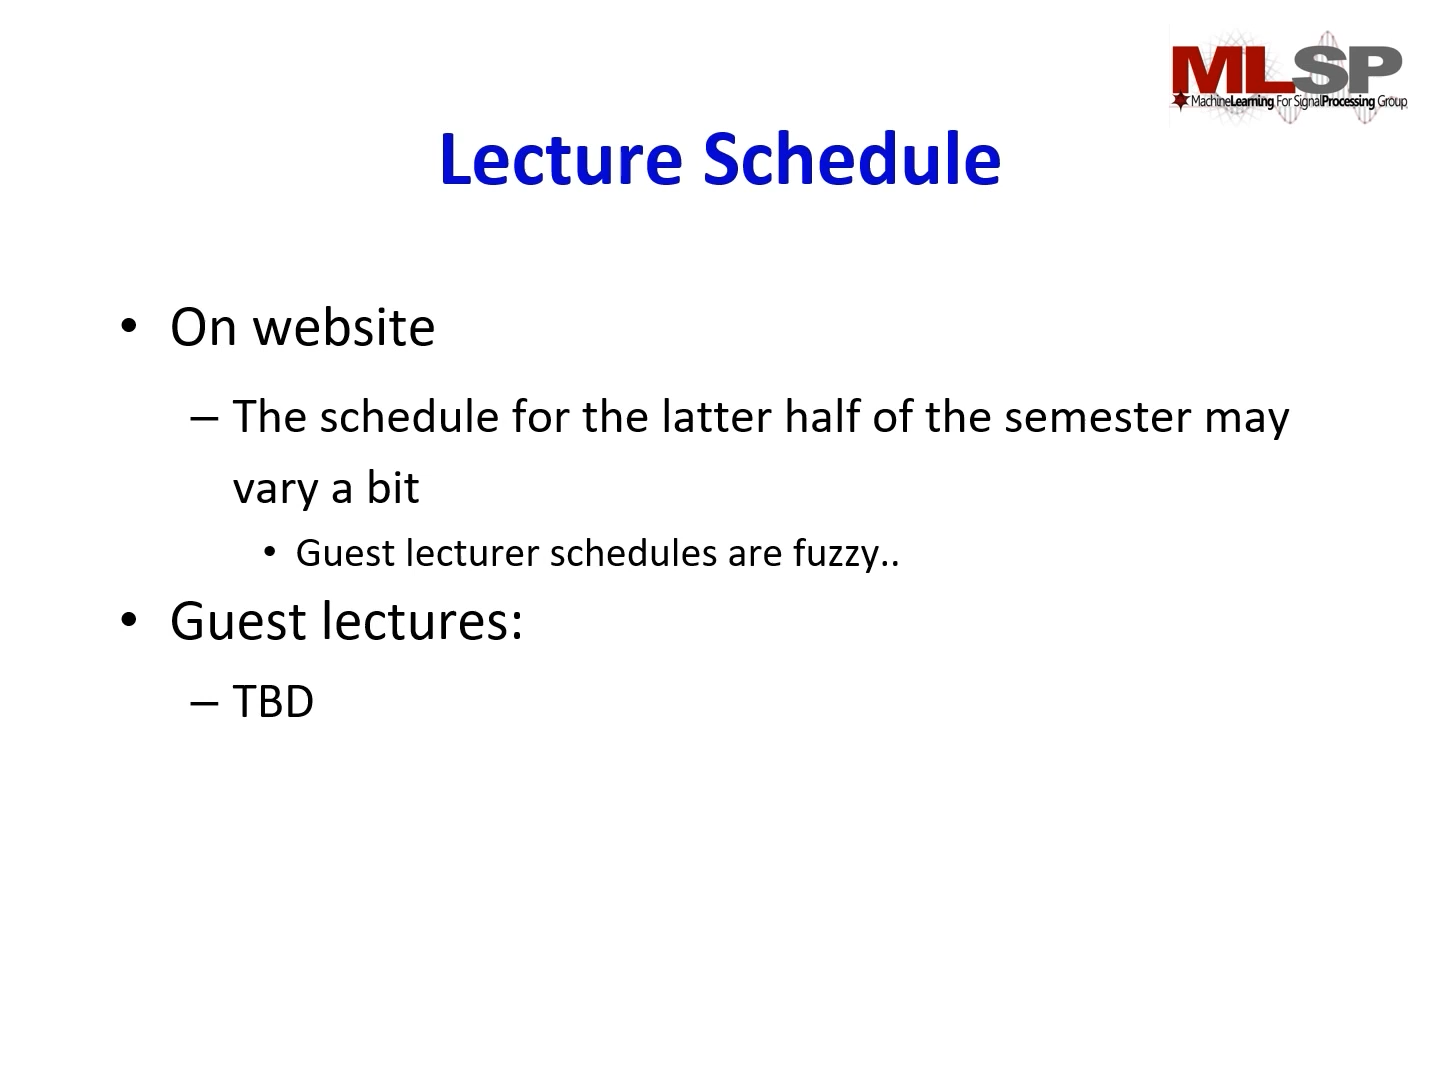 MLSP
MachineLearning For SignalProcessing Group
Lecture Schedule
• On website
– The schedule for the latter half of the semester may
vary a bit
• Guest lecturer schedules are fuzzy..
• Guest lectures:
– TBD